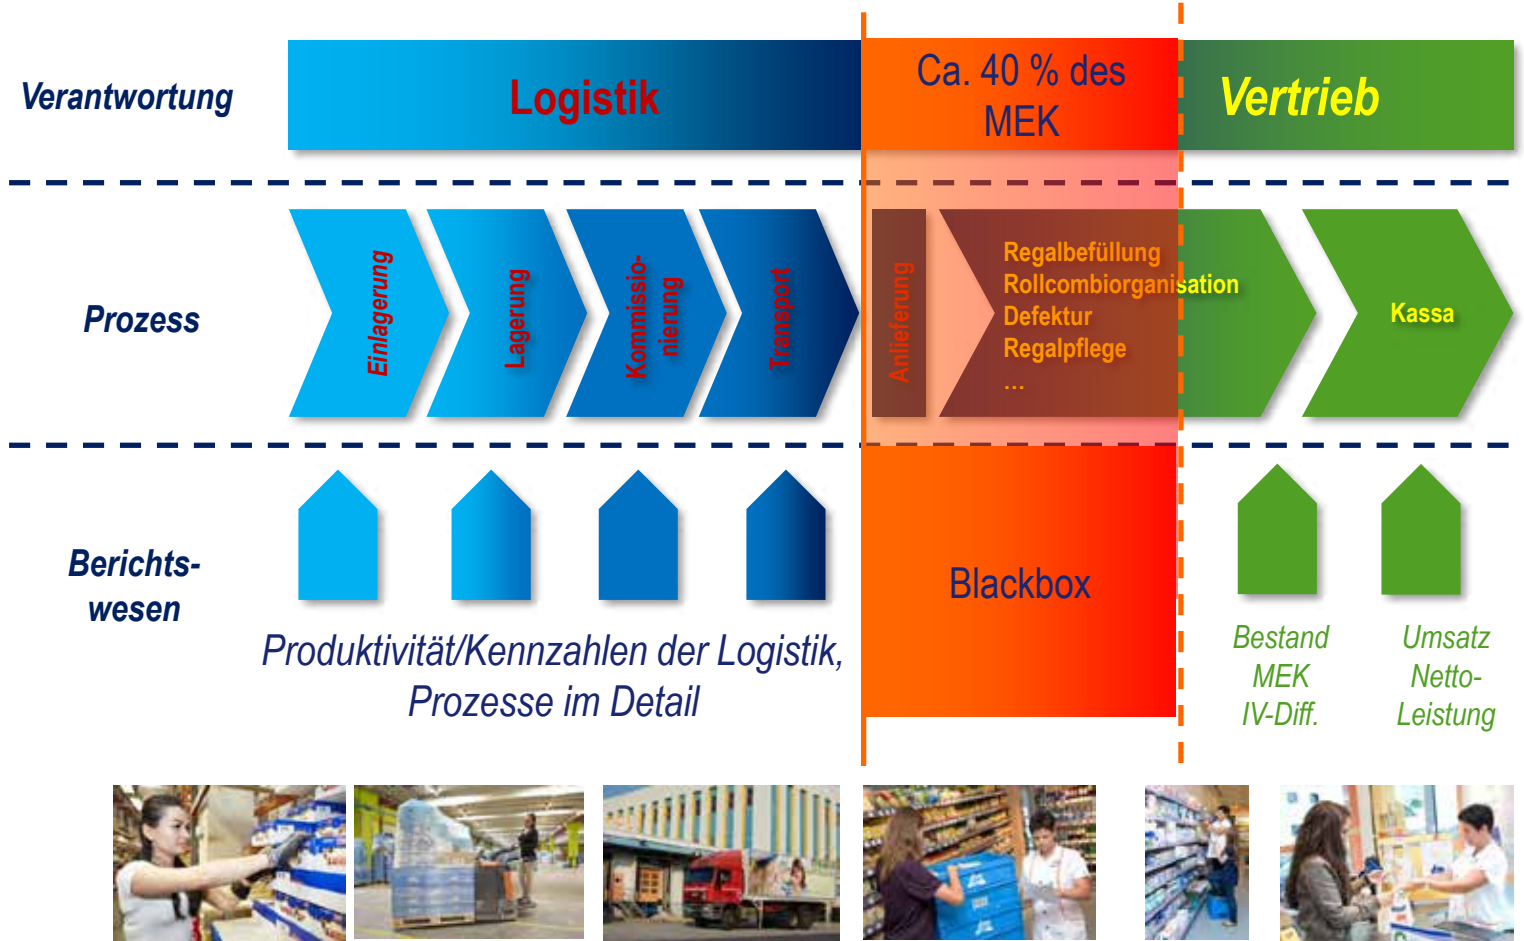 Verantwortung
Logistik
Ca. 40 % des
MEK
Vertrieb
Prozess
Einlagerung
Lagerung
Kommissio-
nierung
Transport
Anlieferung
Regalbefüllung
Rollcombiorganisation
Defektur
Regalpflege
...
Kassa
Berichts-
wesen
Produktivität/Kennzahlen der Logistik,
Prozesse im Detail
Blackbox
Bestand
MEK
IV-Diff.
Umsatz
Netto-
Leistung